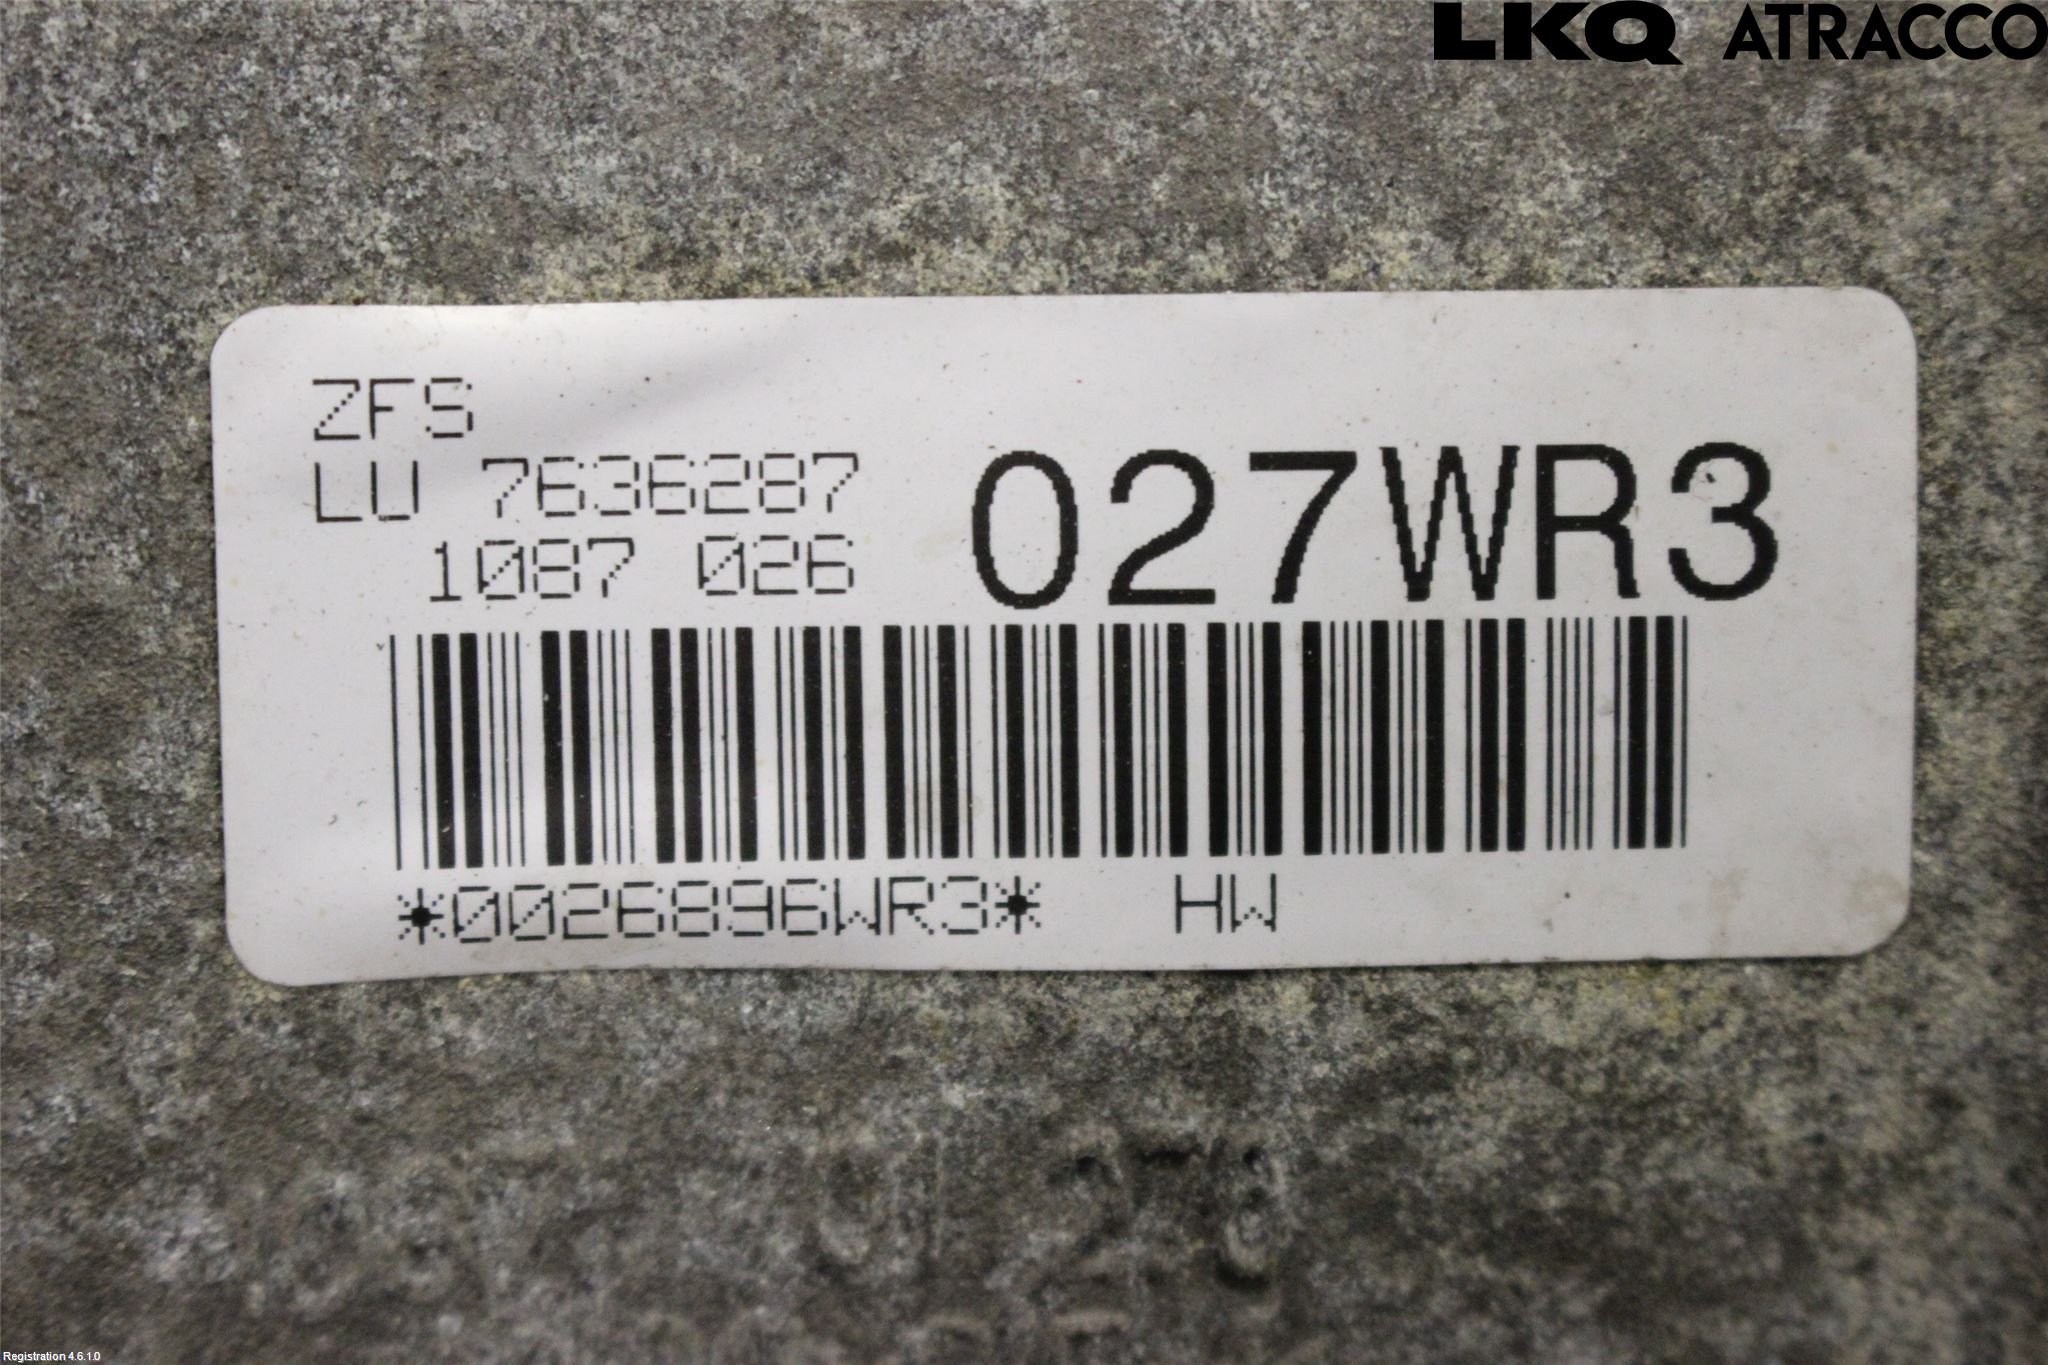 LKQ ATRACCO
ZFS
LU 7636287
1087 026
027WR3
*0026896WR3* HW
Registration 4.6.1.0